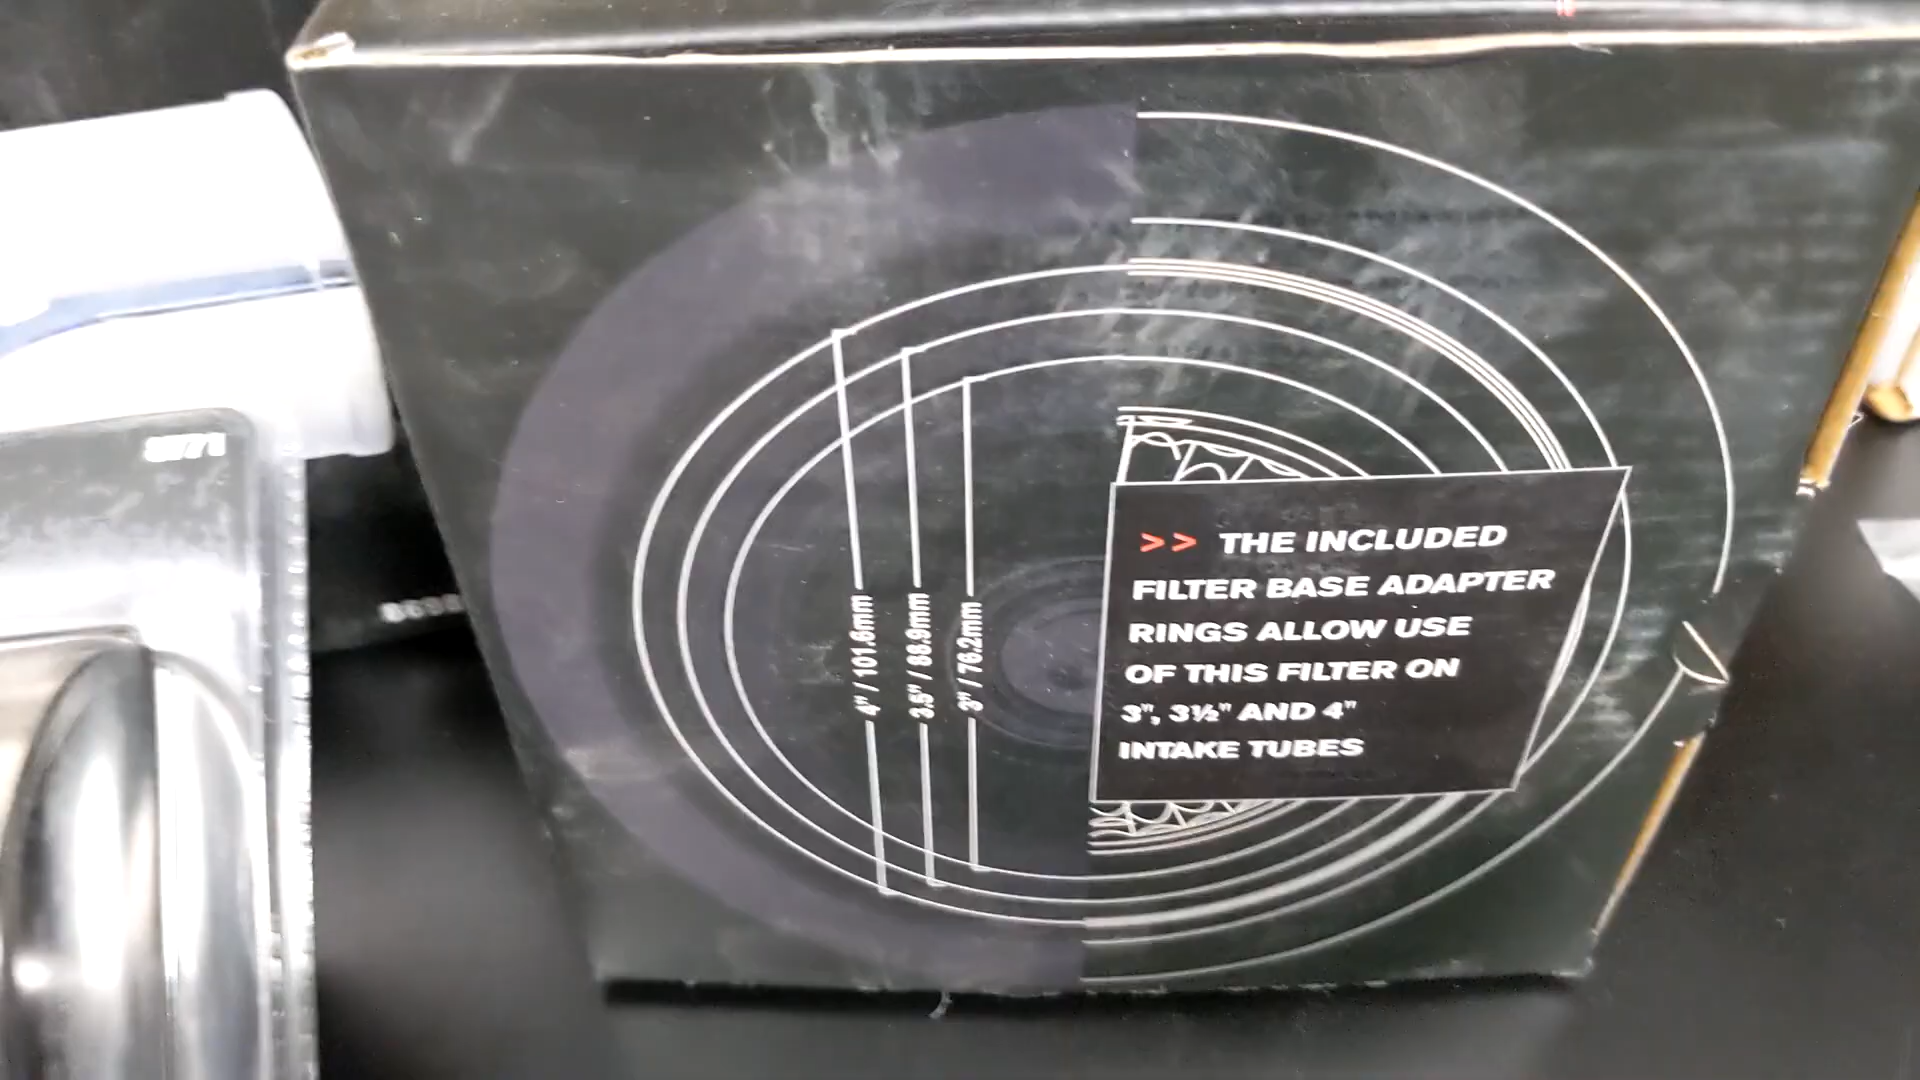 4" / 101.6mm
3.5" / 88.9mm
3" / 76.2mm
>> THE INCLUDED
FILTER BASE ADAPTER
RINGS ALLOW USE
OF THIS FILTER ON
3", 3½" AND 4"
INTAKE TUBES